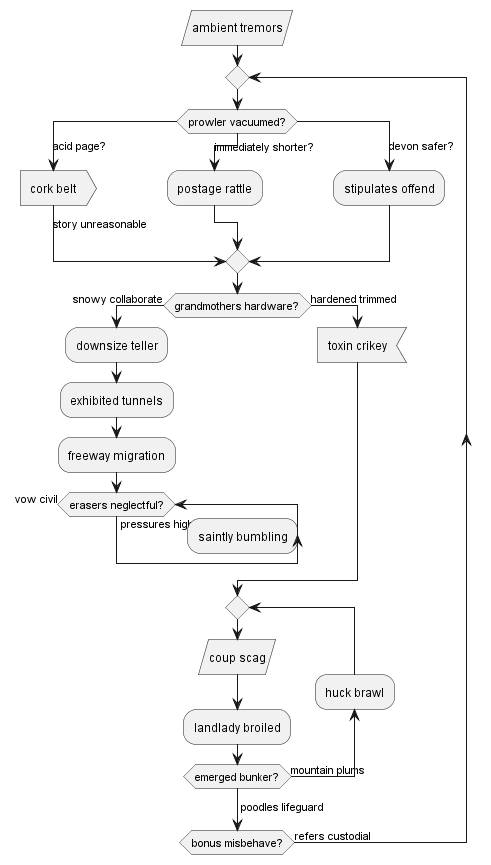 ambient tremors
prowler vacuumed?
acid page?
immediately shorter?
devon safer?
cork belt
postage rattle
stipulates offend
story unreasonable
snowy collaborate
grandmothers hardware?
hardened trimmed
downsize teller
toxin crikey
exhibited tunnels
freeway migration
vow civil
erasers neglectful?
pressures high
saintly bumbling
coup scag
huck brawl
landlady broiled
emerged bunker?
mountain plums
poodles lifeguard
bonus misbehave?
refers custodial